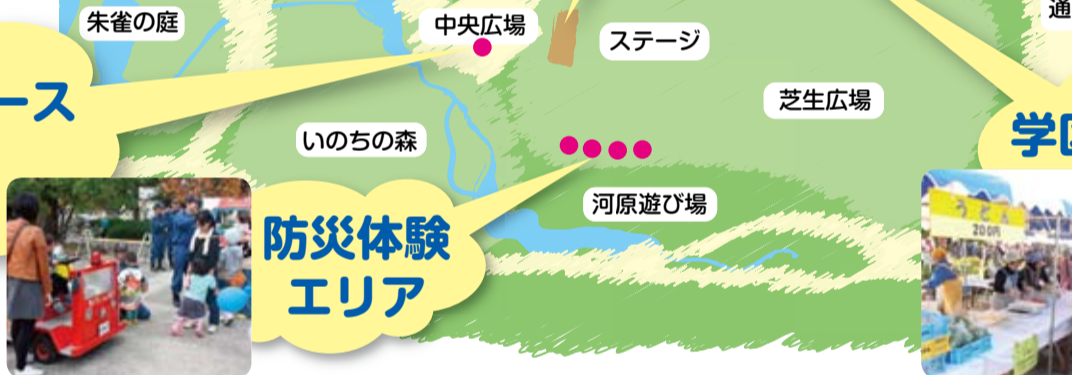 朱雀の庭
中央広場
ステージ
通
ース
芝生広場
いのちの森
学
河原遊び場
防災体験
エリア
うどん
200円